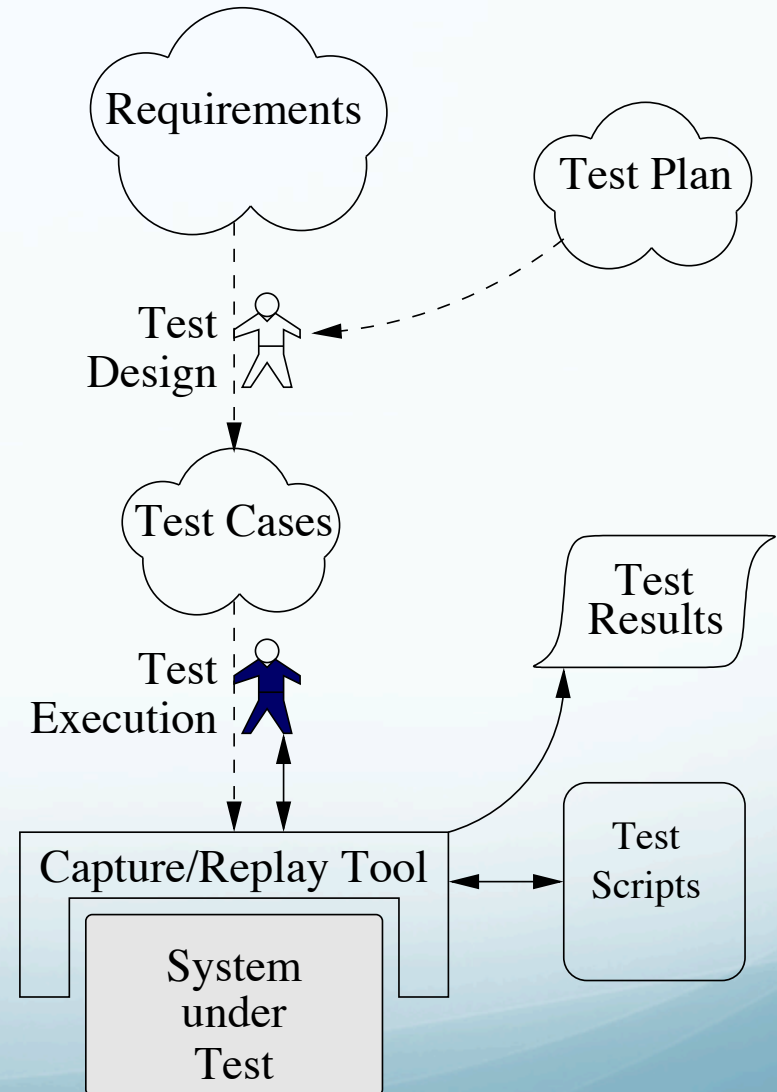 Requirements
Test Plan
Test
Design
Test Cases
Test
Results
Test
Execution
Capture/Replay Tool
Test
Scripts
System
under
Test